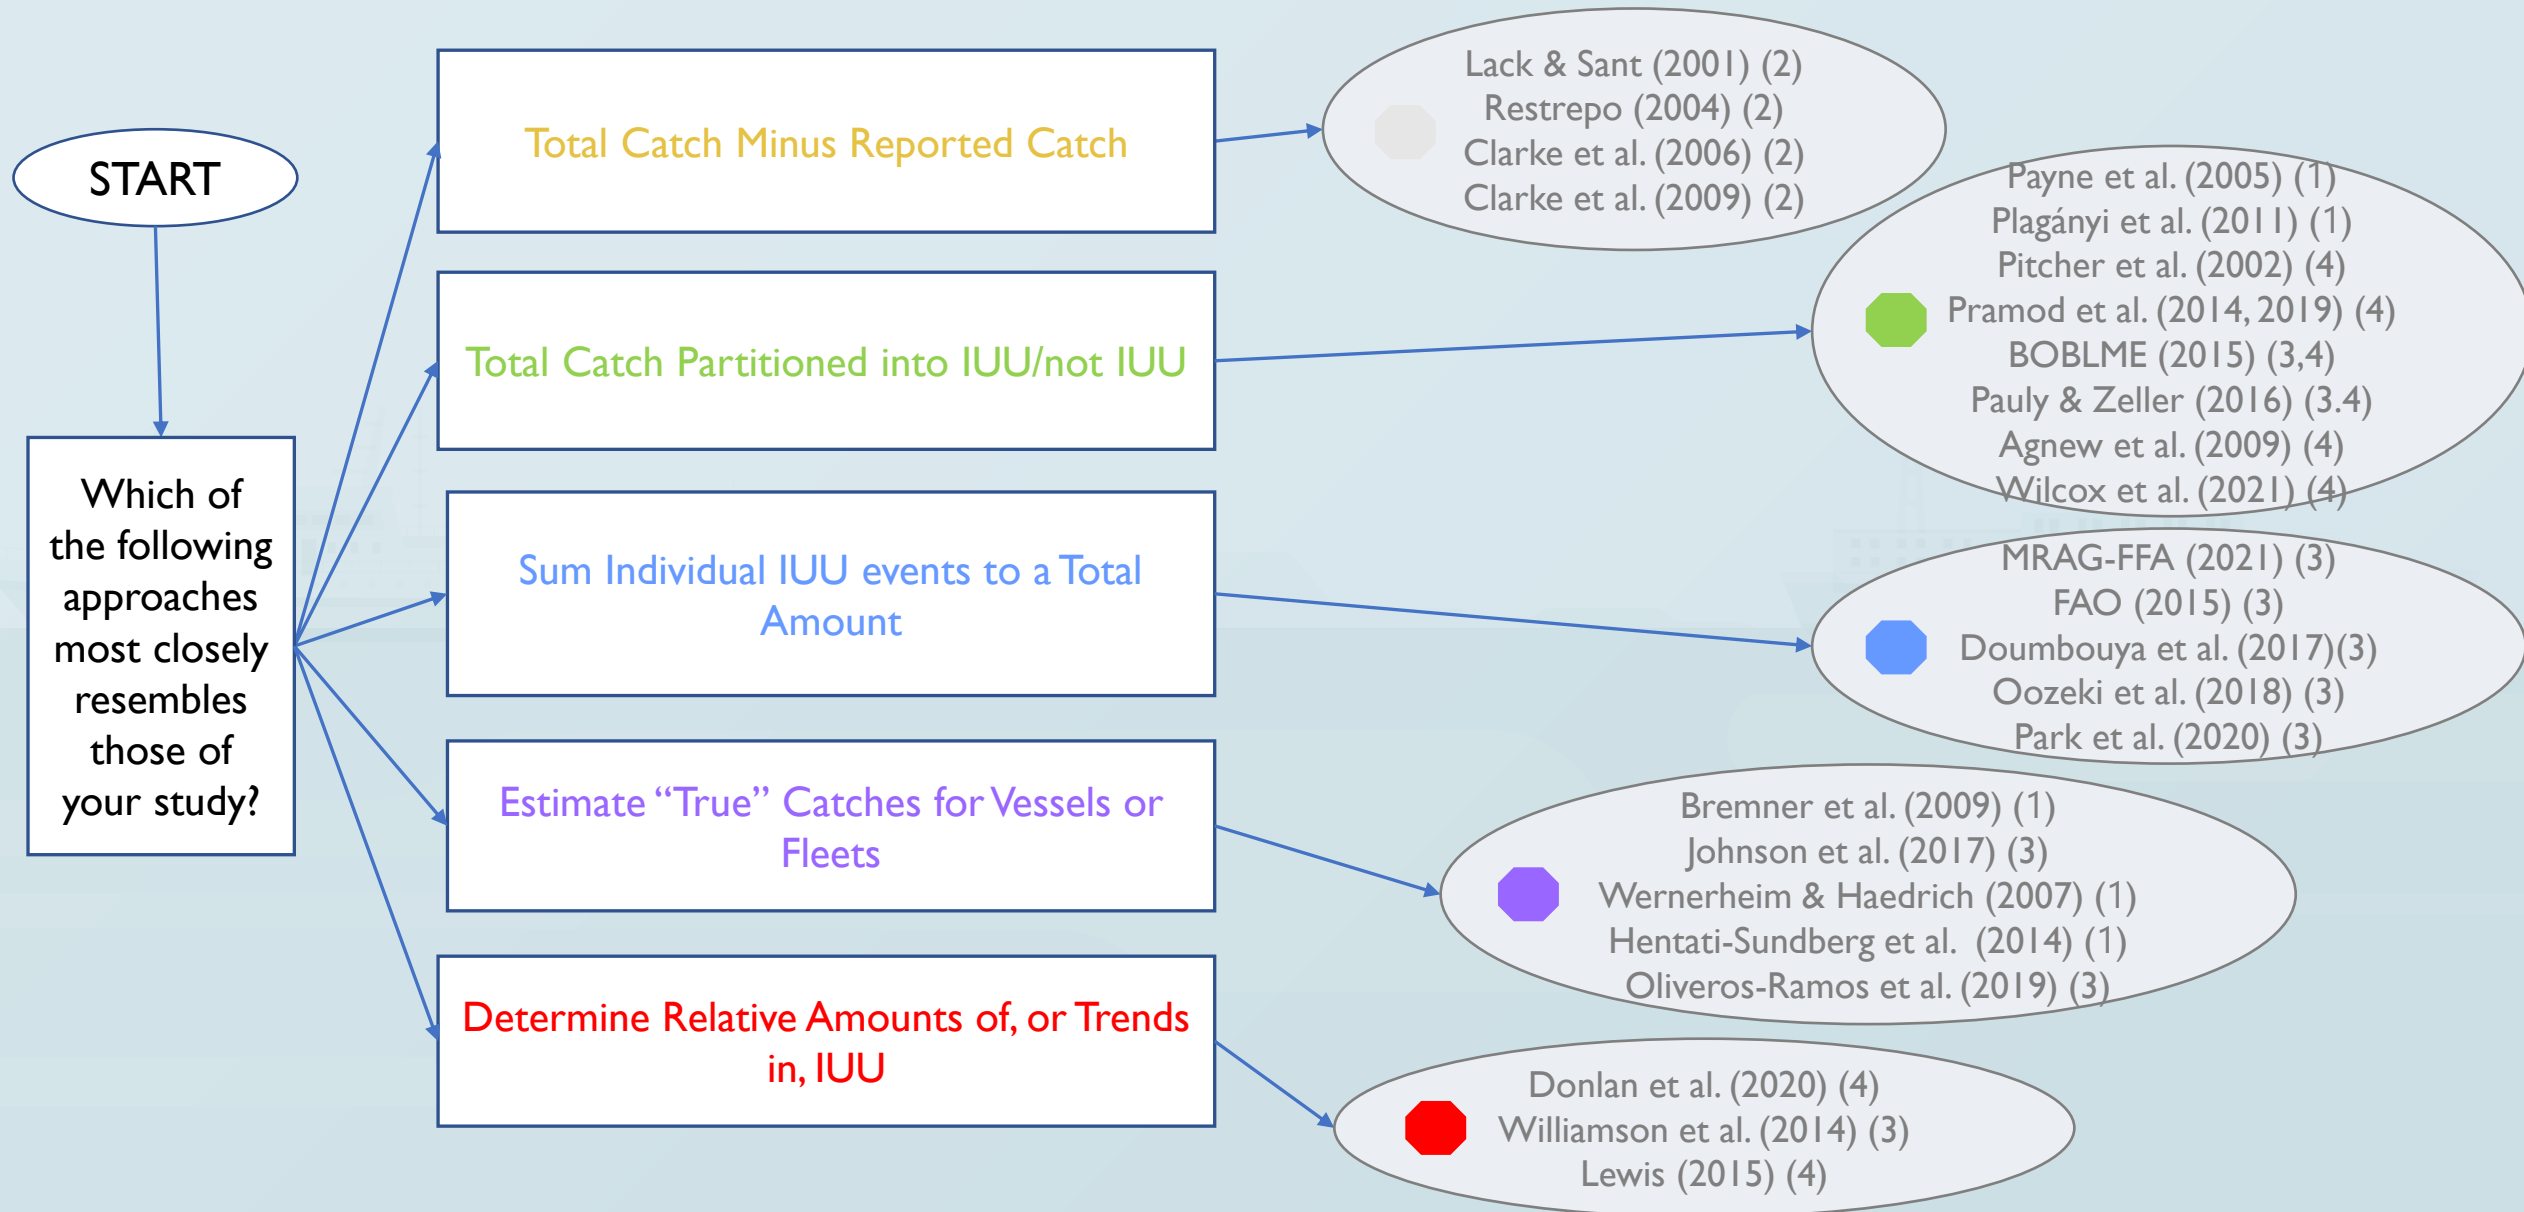 START
Which of
the following
approaches
most closely
resembles
those of
your study?
Total Catch Minus Reported Catch
Total Catch Partitioned into IUU/not IUU
Sum Individual IUU events to a Total
Amount
Estimate “True” Catches for Vessels or
Fleets
Determine Relative Amounts of, or Trends
in, IUU
Lack & Sant (2001) (2)
Restrepo (2004) (2)
Clarke et al. (2006) (2)
Clarke et al. (2009) (2)
Payne et al. (2005) (1)
Plagányi et al. (2011) (1)
Pitcher et al. (2002) (4)
Pramod et al. (2014, 2019) (4)
BOBLME (2015) (3,4)
Pauly & Zeller (2016) (3.4)
Agnew et al. (2009) (4)
Wilcox et al. (2021) (4)
MRAG-FFA (2021) (3)
FAO (2015) (3)
Doumbouya et al. (2017)(3)
Oozeki et al. (2018) (3)
Park et al. (2020) (3)
Bremner et al. (2009) (1)
Johnson et al. (2017) (3)
Wernerheim & Haedrich (2007) (1)
Hentati-Sundberg et al. (2014) (1)
Oliveros-Ramos et al. (2019) (3)
Donlan et al. (2020) (4)
Williamson et al. (2014) (3)
Lewis (2015) (4)